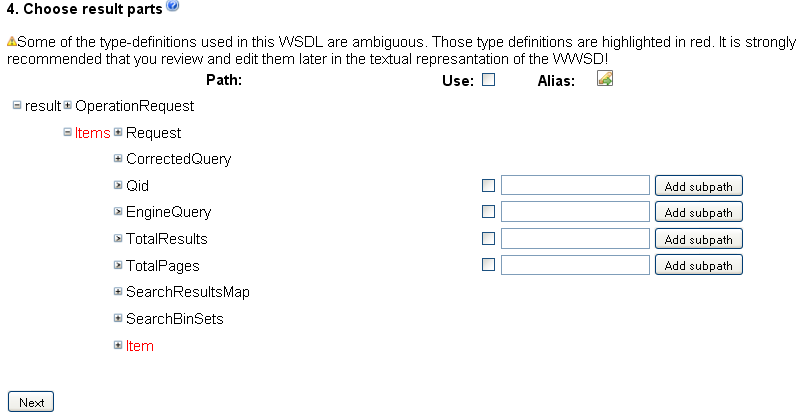 4. Choose result parts
Some of the type-definitions used in this WSDL are ambiguous. Those type definitions are highlighted in red. It is strongly
recommended that you review and edit them later in the textual represantation of the WWSD!
Path: Use: Alias:
result OperationRequest
Items Request
CorrectedQuery
Qid Add subpath
EngineQuery Add subpath
TotalResults Add subpath
TotalPages Add subpath
SearchResultsMap
SearchBinSets
Item
Next